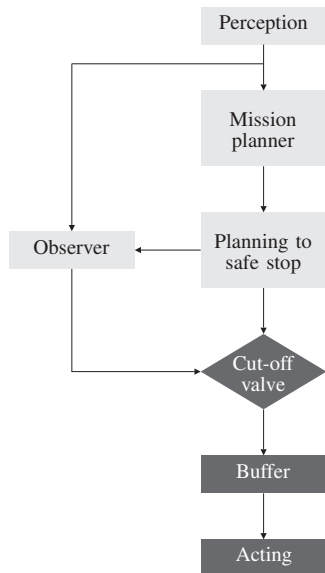 Perception
Mission
planner
Observer
Planning to
safe stop
Cut-off
valve
Buffer
Acting